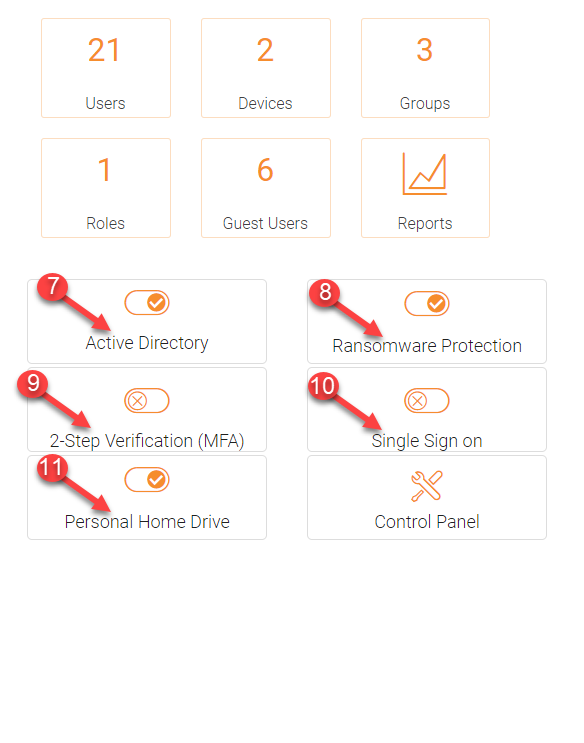 21 2 3
Users Devices Groups
1 6
Roles Guest Users Reports
7 8
Active Directory Ransomware Protection
9 10
2-Step Verification (MFA) Single Sign on
11
Personal Home Drive Control Panel